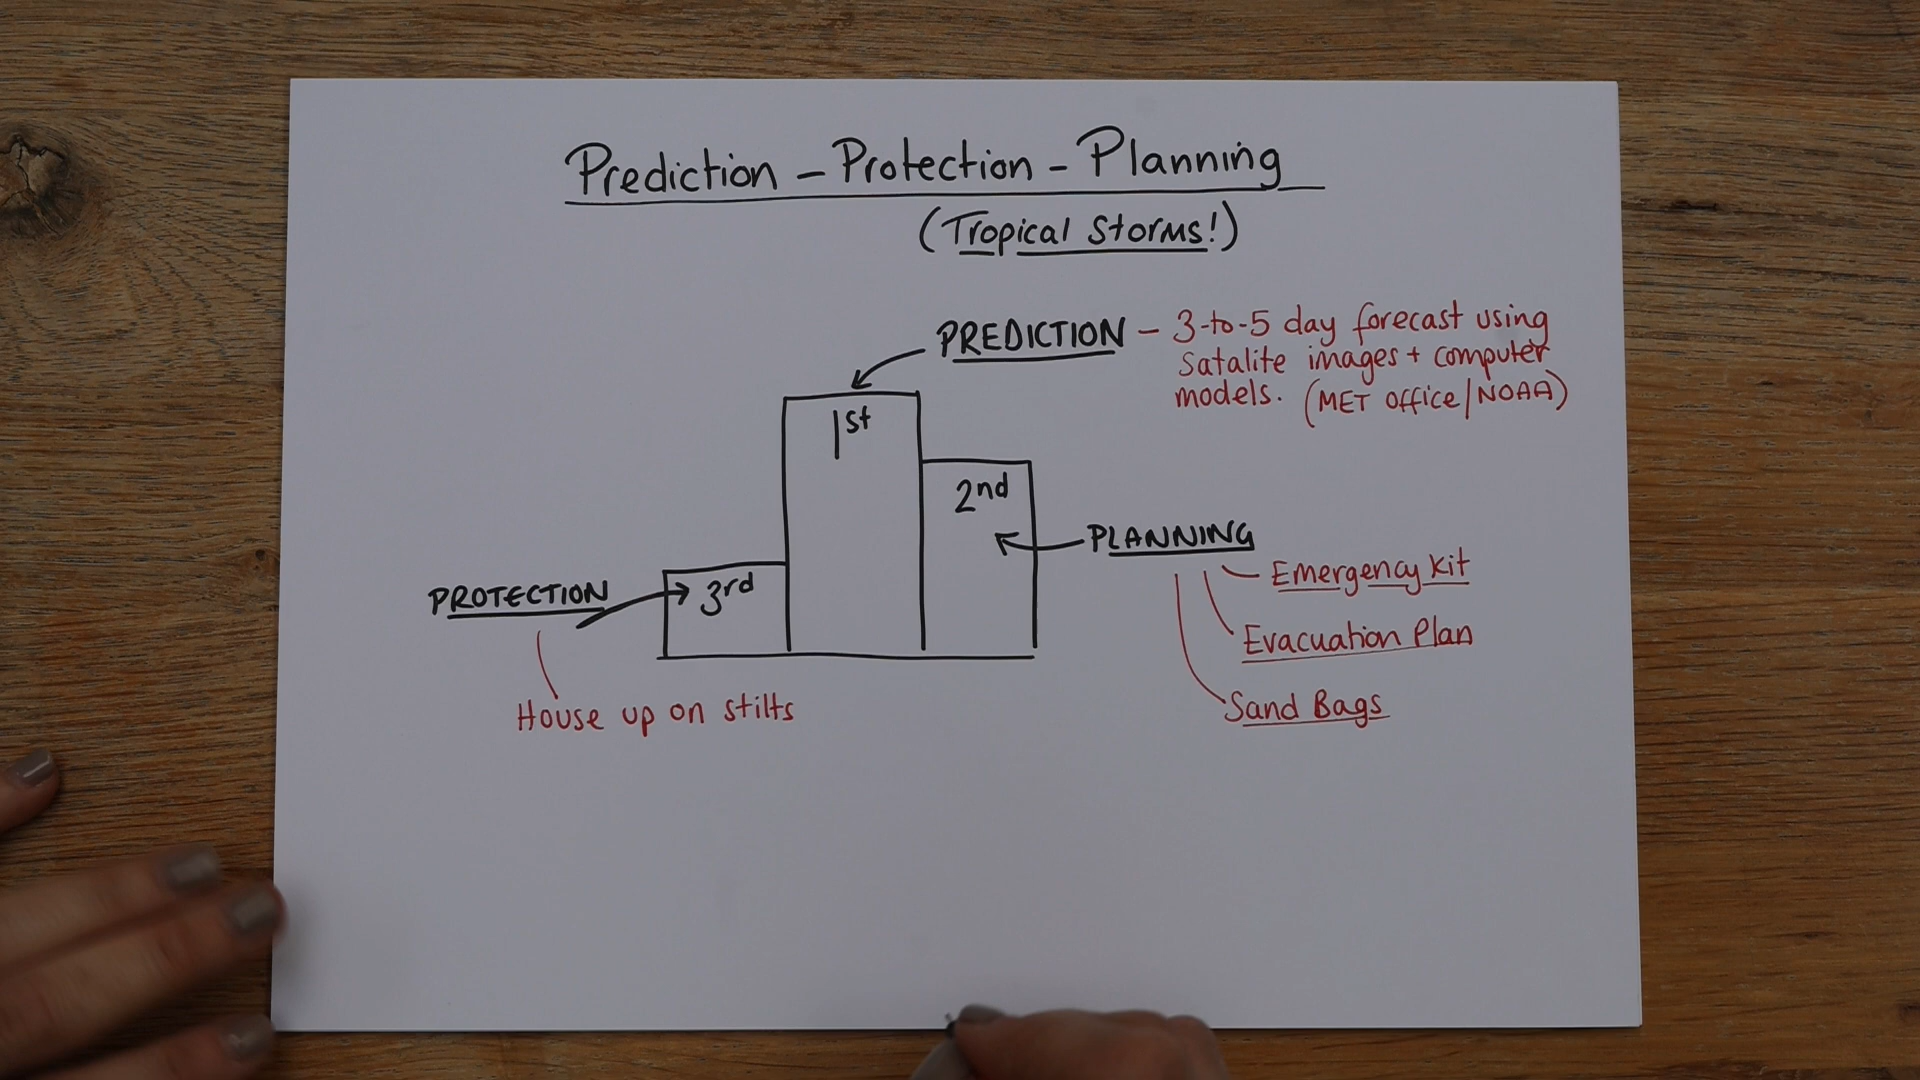 Prediction - Protection - Planning
(Tropical Storms!)
PREDICTION - 3-to-5 day forecast using
Satalite images + computer
models. (MET office/NOAA)
1st
2nd
PLANNING
Emergency Kit
Evacuation Plan
Sand Bags
3rd
PROTECTION
House up on stilts